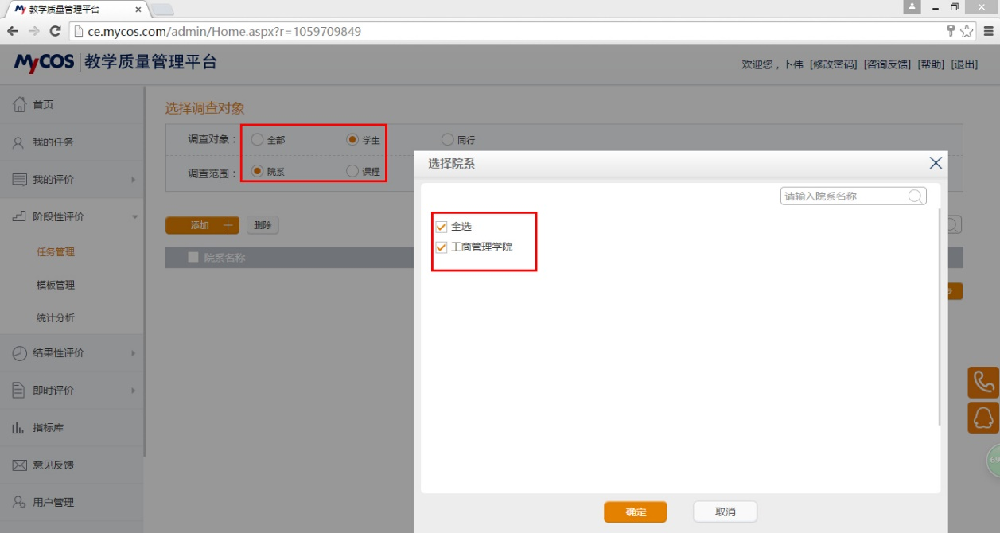 My 教学质量管理平台
ce.mycos.com/admin/Home.aspx?r=1059709849
MyCOS 教学质量管理平台
欢迎您，卜伟 [修改密码] [咨询反馈] [帮助] [退出]
首页
我的任务
我的评价
阶段性评价
任务管理
模板管理
统计分析
结果性评价
即时评价
指标库
意见反馈
用户管理
选择调查对象
调查对象： 全部 学生 同行
调查范围： 院系 课程
添加 删除
院系名称
选择院系
请输入院系名称
全选
工商管理学院
确定 取消